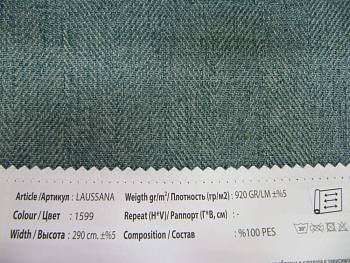 Article / Артикул : LAUSSANA Weigth gr/m²/ Плотность (гр/м2) : 920 GR/LM ±%5
Colour / Цвет : 1599 Repeat (H*V) / Раппорт (Г*В, см) : -
Width / Высота : 290 cm. ±%5 Composition / Состав : %100 PES